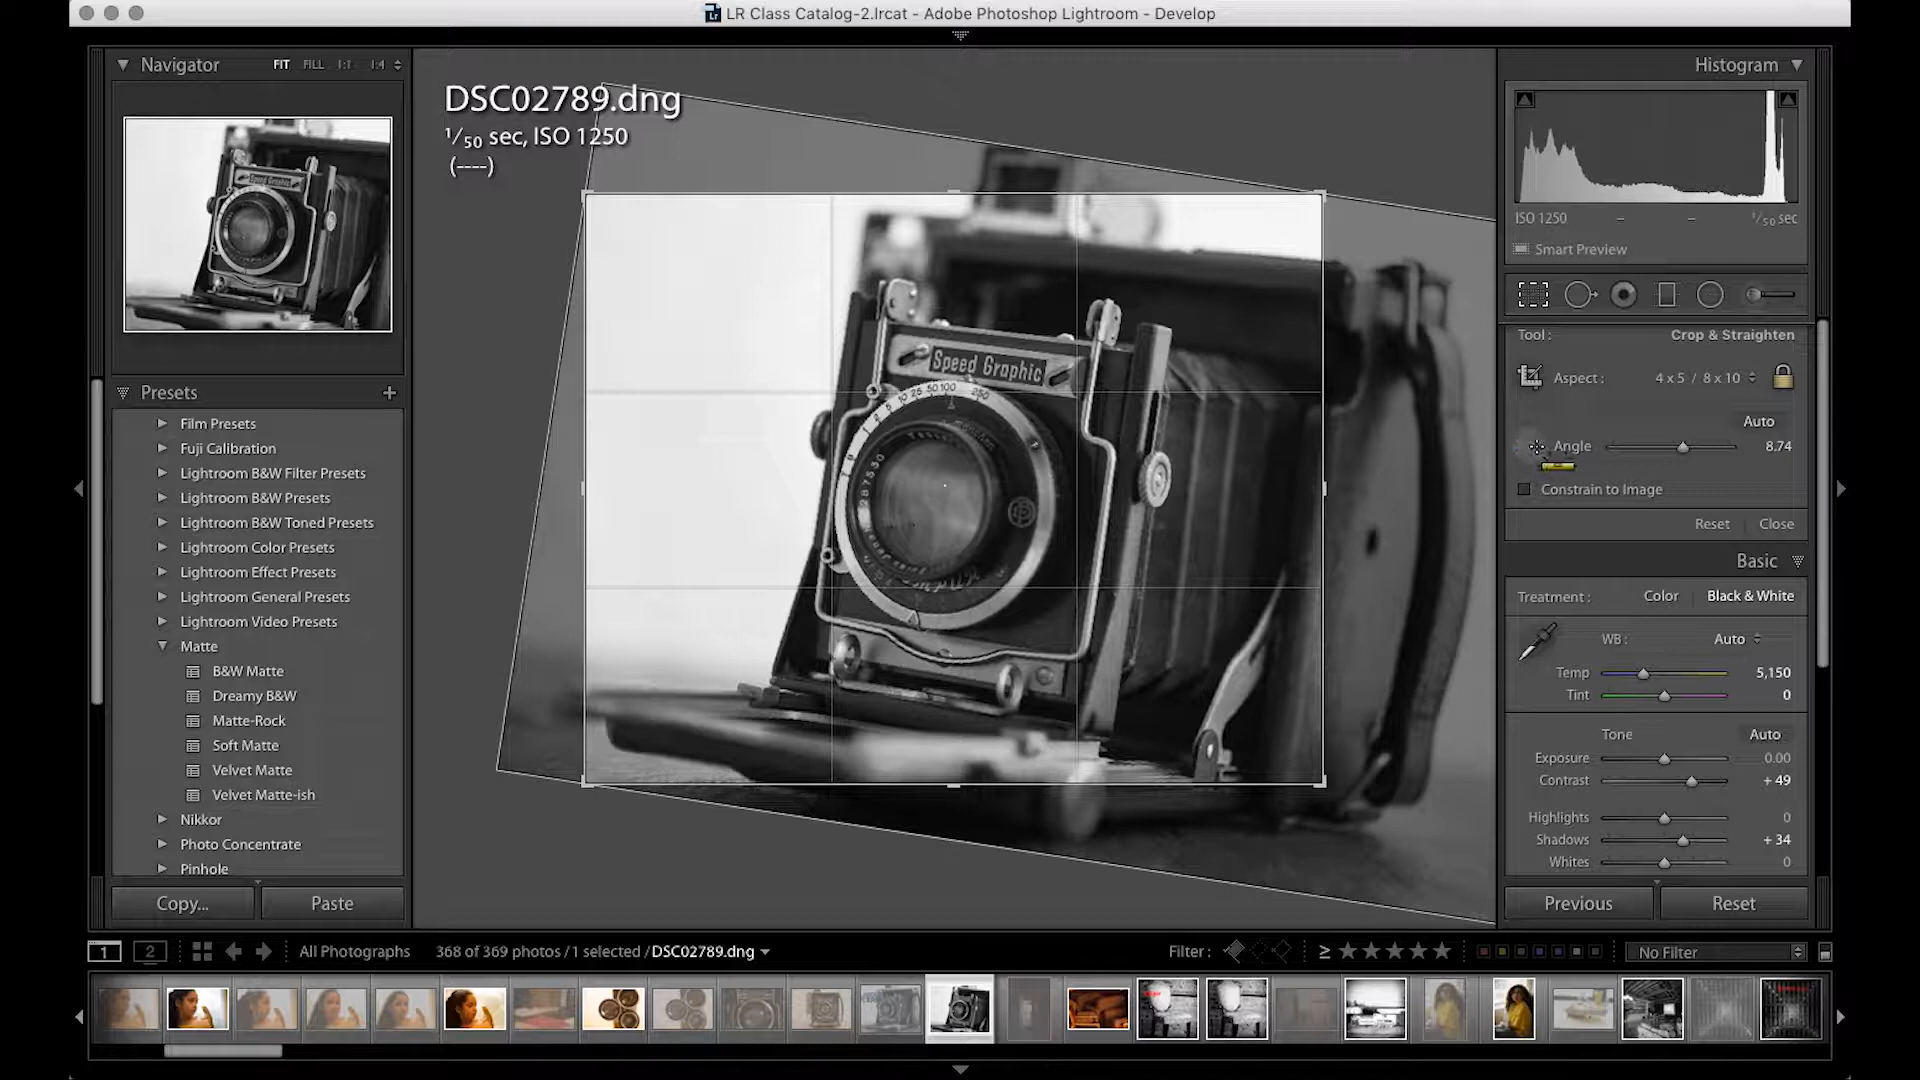 LR Class Catalog-2.lrcat - Adobe Photoshop Lightroom - Develop
Navigator FIT FILL 1:1 1:4
Presets +
Film Presets
Fuji Calibration
Lightroom B&W Filter Presets
Lightroom B&W Presets
Lightroom B&W Toned Presets
Lightroom Color Presets
Lightroom Effect Presets
Lightroom General Presets
Lightroom Video Presets
Matte
B&W Matte
Dreamy B&W
Matte-Rock
Soft Matte
Velvet Matte
Velvet Matte-ish
Nikkor
Photo Concentrate
Pinhole
Copy... Paste
DSC02789.dng
1/50 sec, ISO 1250
(----)
Speed Graphic
Histogram
ISO 1250 – – 1/50 sec
Smart Preview
Tool : Crop & Straighten
Aspect : 4 x 5 / 8 x 10
Auto
Angle 8.74
Constrain to Image
Reset Close
Basic
Treatment : Color Black & White
WB : Auto
Temp 5,150
Tint 0
Tone Auto
Exposure 0.00
Contrast + 49
Highlights 0
Shadows + 34
Whites 0
Previous Reset
1 2 All Photographs 368 of 369 photos / 1 selected / DSC02789.dng Filter : ≥ ★★★★★ No Filter